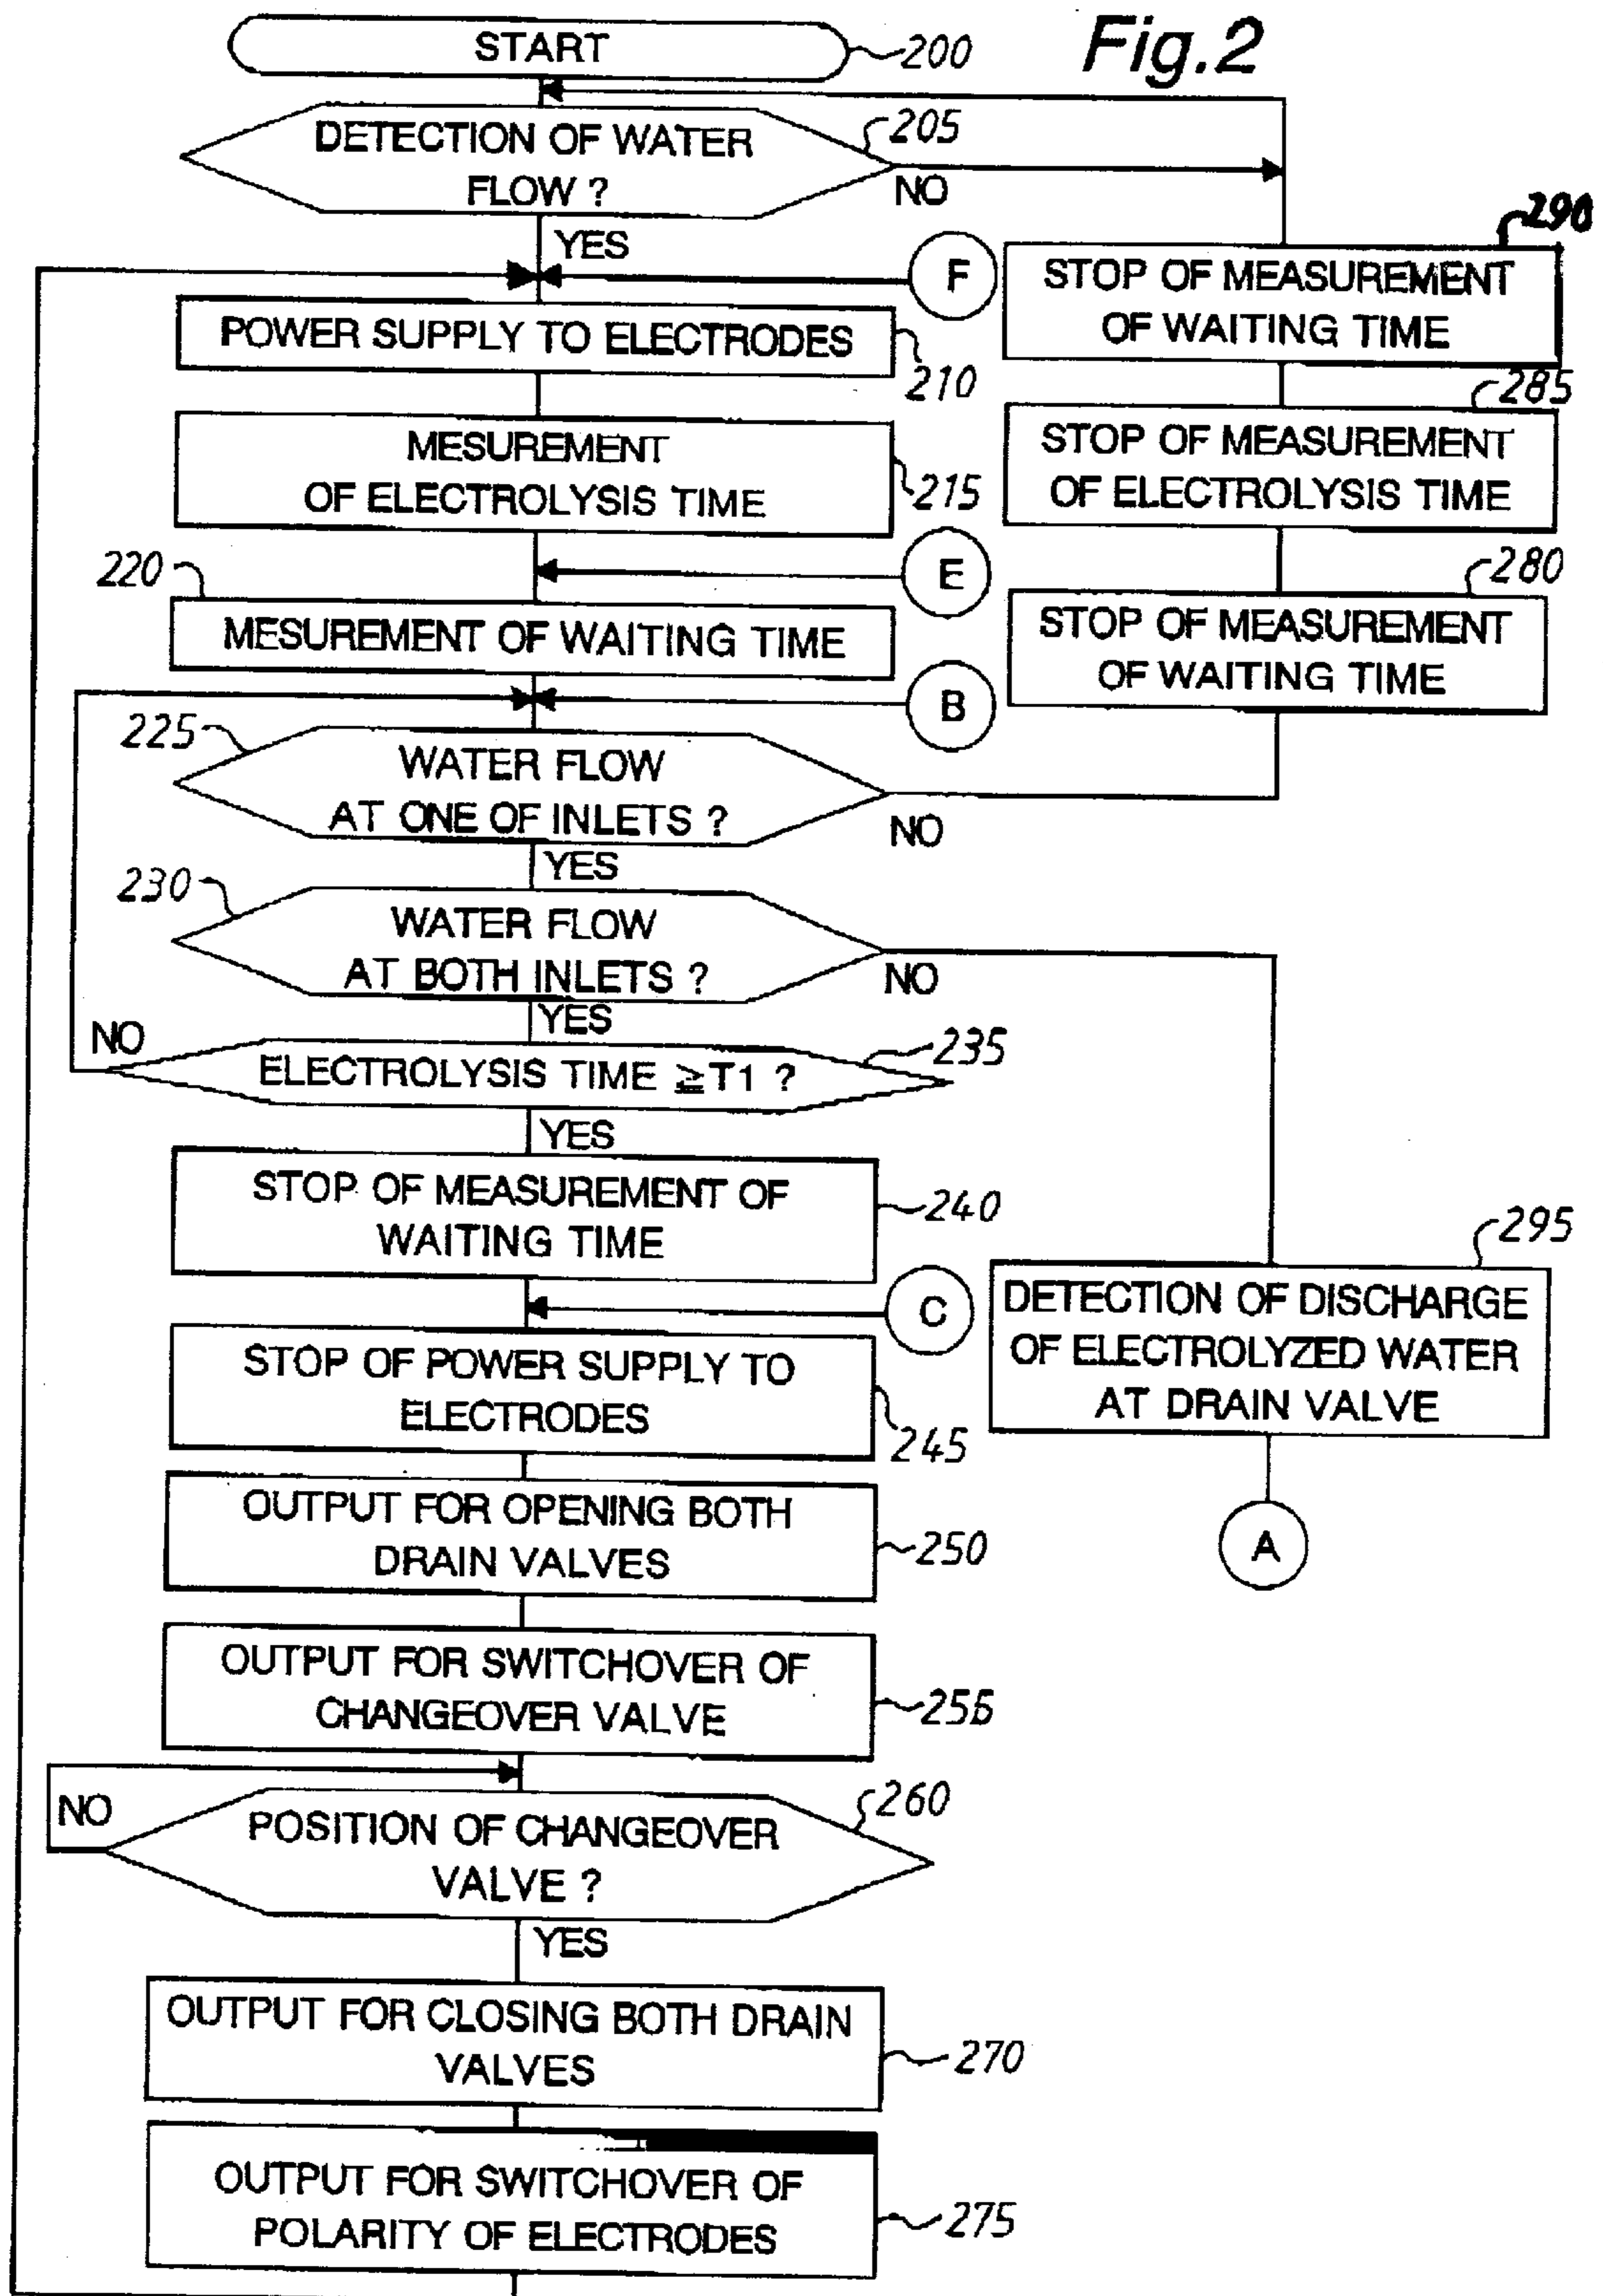 START
200
Fig.2
DETECTION OF WATER
FLOW ?
205
NO
YES
F
POWER SUPPLY TO ELECTRODES
210
MESUREMENT
OF ELECTROLYSIS TIME
215
E
220
MESUREMENT OF WAITING TIME
B
225
WATER FLOW
AT ONE OF INLETS ?
NO
YES
230
WATER FLOW
AT BOTH INLETS ?
NO
YES
NO
ELECTROLYSIS TIME ≧T1 ?
235
YES
STOP OF MEASUREMENT OF
WAITING TIME
240
C
STOP OF POWER SUPPLY TO
ELECTRODES
245
OUTPUT FOR OPENING BOTH
DRAIN VALVES
250
OUTPUT FOR SWITCHOVER OF
CHANGEOVER VALVE
255
NO
POSITION OF CHANGEOVER
VALVE ?
260
YES
OUTPUT FOR CLOSING BOTH DRAIN
VALVES
270
OUTPUT FOR SWITCHOVER OF
POLARITY OF ELECTRODES
275
290
STOP OF MEASUREMENT
OF WAITING TIME
285
STOP OF MEASUREMENT
OF ELECTROLYSIS TIME
280
STOP OF MEASUREMENT
OF WAITING TIME
295
DETECTION OF DISCHARGE
OF ELECTROLYZED WATER
AT DRAIN VALVE
A